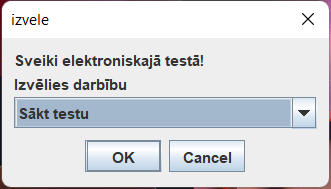 izvele
Sveiki elektroniskajā testā!
Izvēlies darbību
Sākt testu
OK Cancel